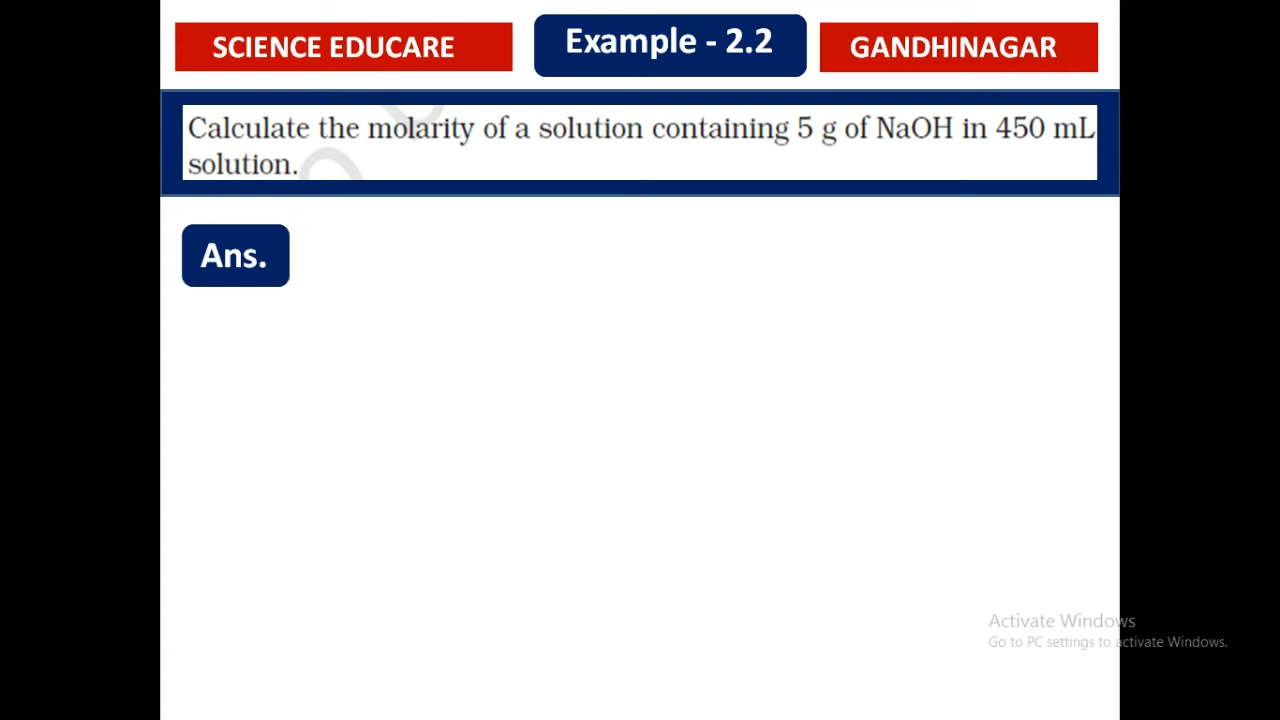 SCIENCE EDUCARE
Example - 2.2
GANDHINAGAR
Calculate the molarity of a solution containing 5 g of NaOH in 450 mL
solution.
Ans.
Activate Windows
Go to PC settings to activate Windows.